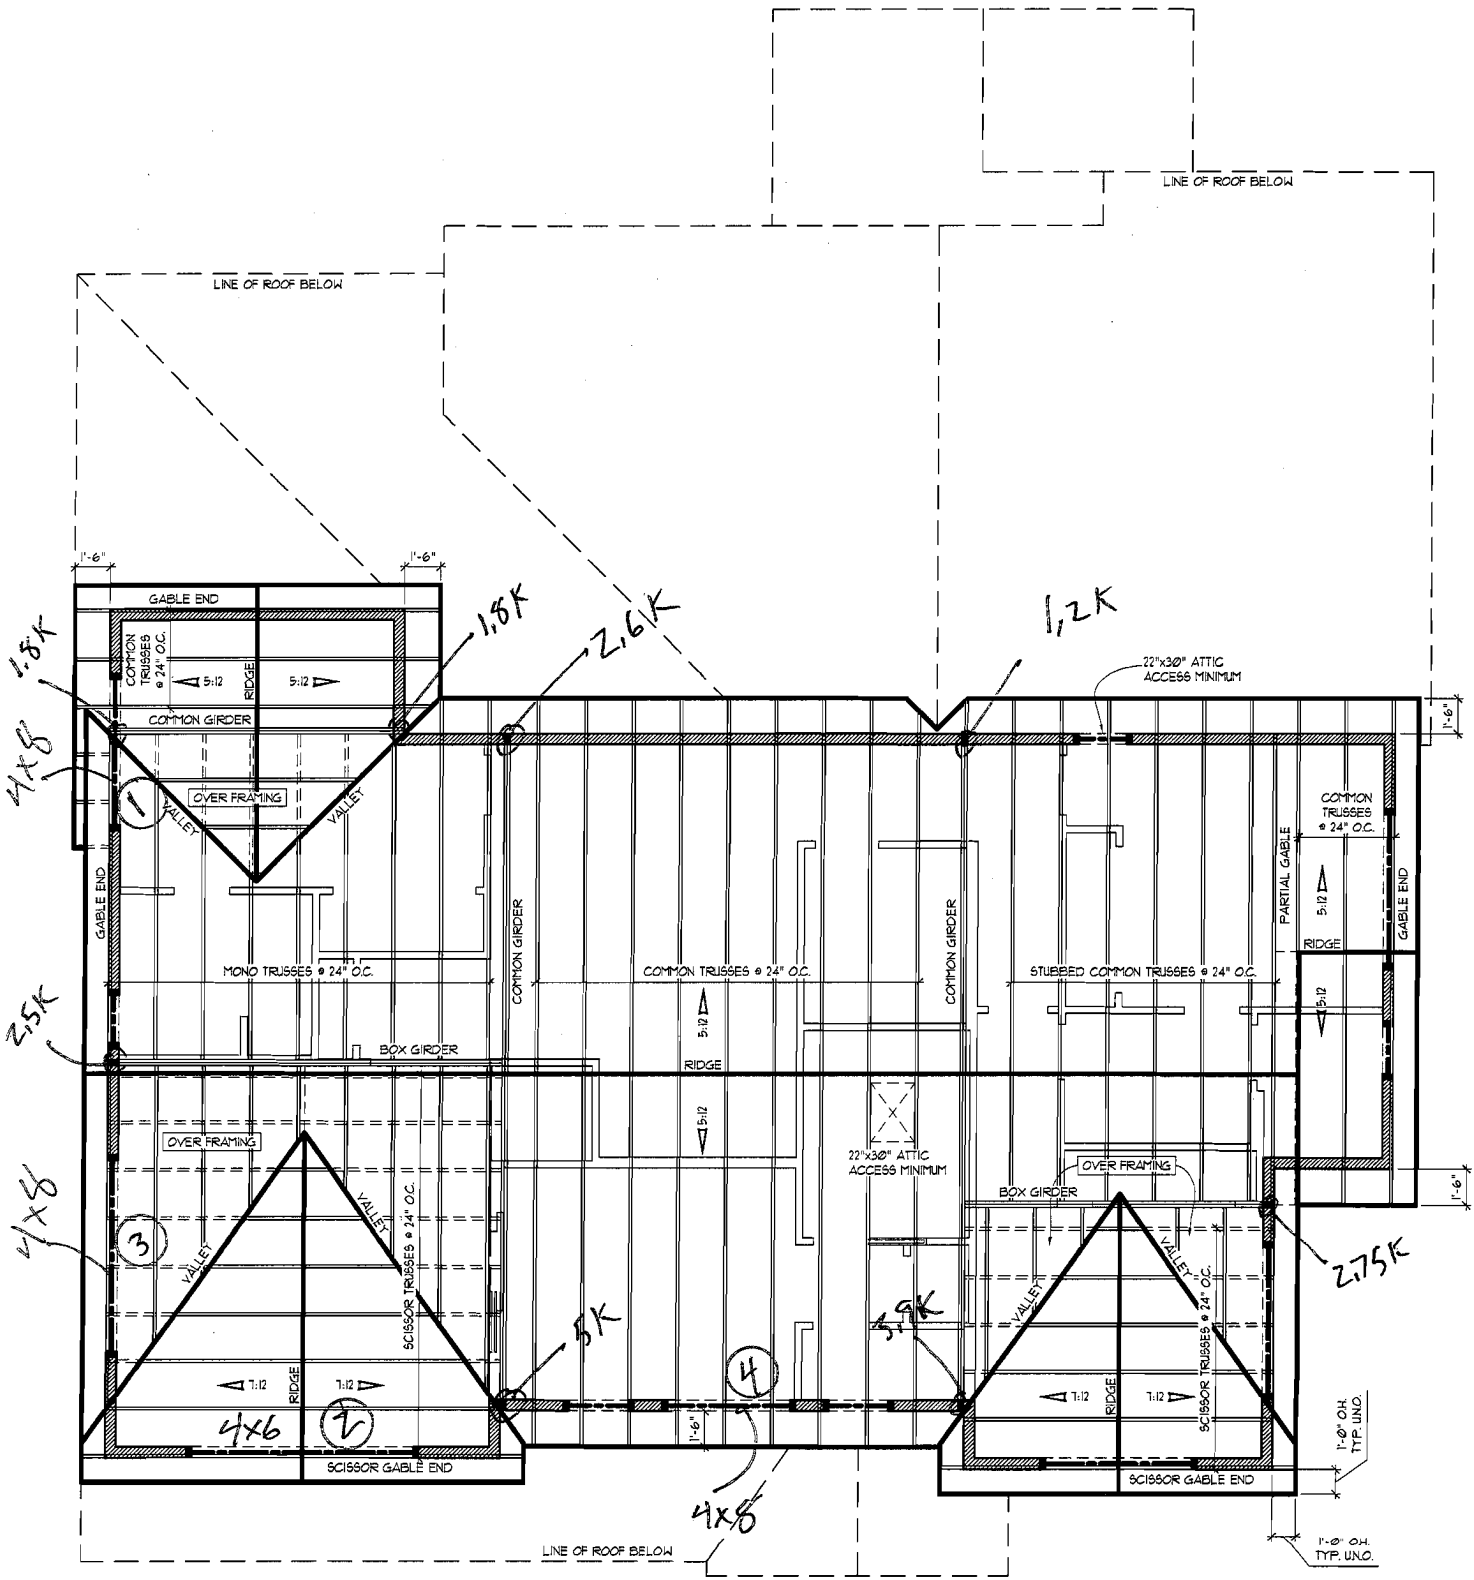 LINE OF ROOF BELOW
LINE OF ROOF BELOW
1'-6"
1'-6"
GABLE END
COMMON
TRUSSES
@ 24" O.C.
5:12
RIDGE
5:12
COMMON GIRDER
1.8K
1.8K
2.6K
1,2K
22"x30" ATTIC
ACCESS MINIMUM
1'-6"
4x8
1
OVER FRAMING
VALLEY
VALLEY
COMMON
TRUSSES
@ 24" O.C.
GABLE END
COMMON GIRDER
COMMON GIRDER
PARTIAL GABLE
5:12
GABLE END
RIDGE
MONO TRUSSES @ 24" O.C.
COMMON TRUSSES @ 24" O.C.
STUBBED COMMON TRUSSES @ 24" O.C.
5:12
5:12
2.5K
BOX GIRDER
RIDGE
5:12
OVER FRAMING
22"x30" ATTIC
ACCESS MINIMUM
OVER FRAMING
BOX GIRDER
1'-6"
4x8
3
VALLEY
VALLEY
SCISSOR TRUSSES @ 24" O.C.
VALLEY
VALLEY
SCISSOR TRUSSES @ 24" O.C.
2.75K
5K
5.9K
4
7:12
RIDGE
7:12
7:12
RIDGE
7:12
4x6
2
1'-6"
SCISSOR GABLE END
SCISSOR GABLE END
1'-0" O.H.
TYP. U.N.O.
4x8
LINE OF ROOF BELOW
1'-0" O.H.
TYP. U.N.O.